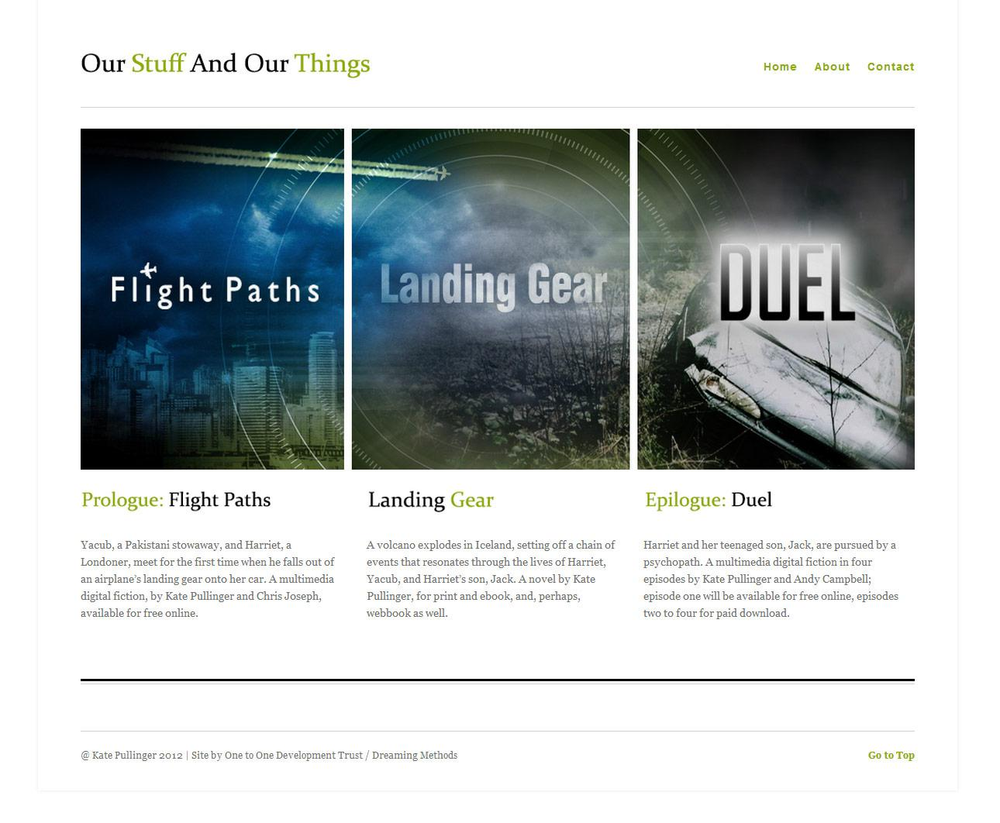 Our Stuff And Our Things
Home About Contact
Flight Paths
Landing Gear
DUEL
Prologue: Flight Paths
Yacub, a Pakistani stowaway, and Harriet, a
Londoner, meet for the first time when he falls out of
an airplane’s landing gear onto her car. A multimedia
digital fiction, by Kate Pullinger and Chris Joseph,
available for free online.
Landing Gear
A volcano explodes in Iceland, setting off a chain of
events that resonates through the lives of Harriet,
Yacub, and Harriet’s son, Jack. A novel by Kate
Pullinger, for print and ebook, and, perhaps,
webbook as well.
Epilogue: Duel
Harriet and her teenaged son, Jack, are pursued by a
psychopath. A multimedia digital fiction in four
episodes by Kate Pullinger and Andy Campbell;
episode one will be available for free online, episodes
two to four for paid download.
@ Kate Pullinger 2012 | Site by One to One Development Trust / Dreaming Methods
Go to Top